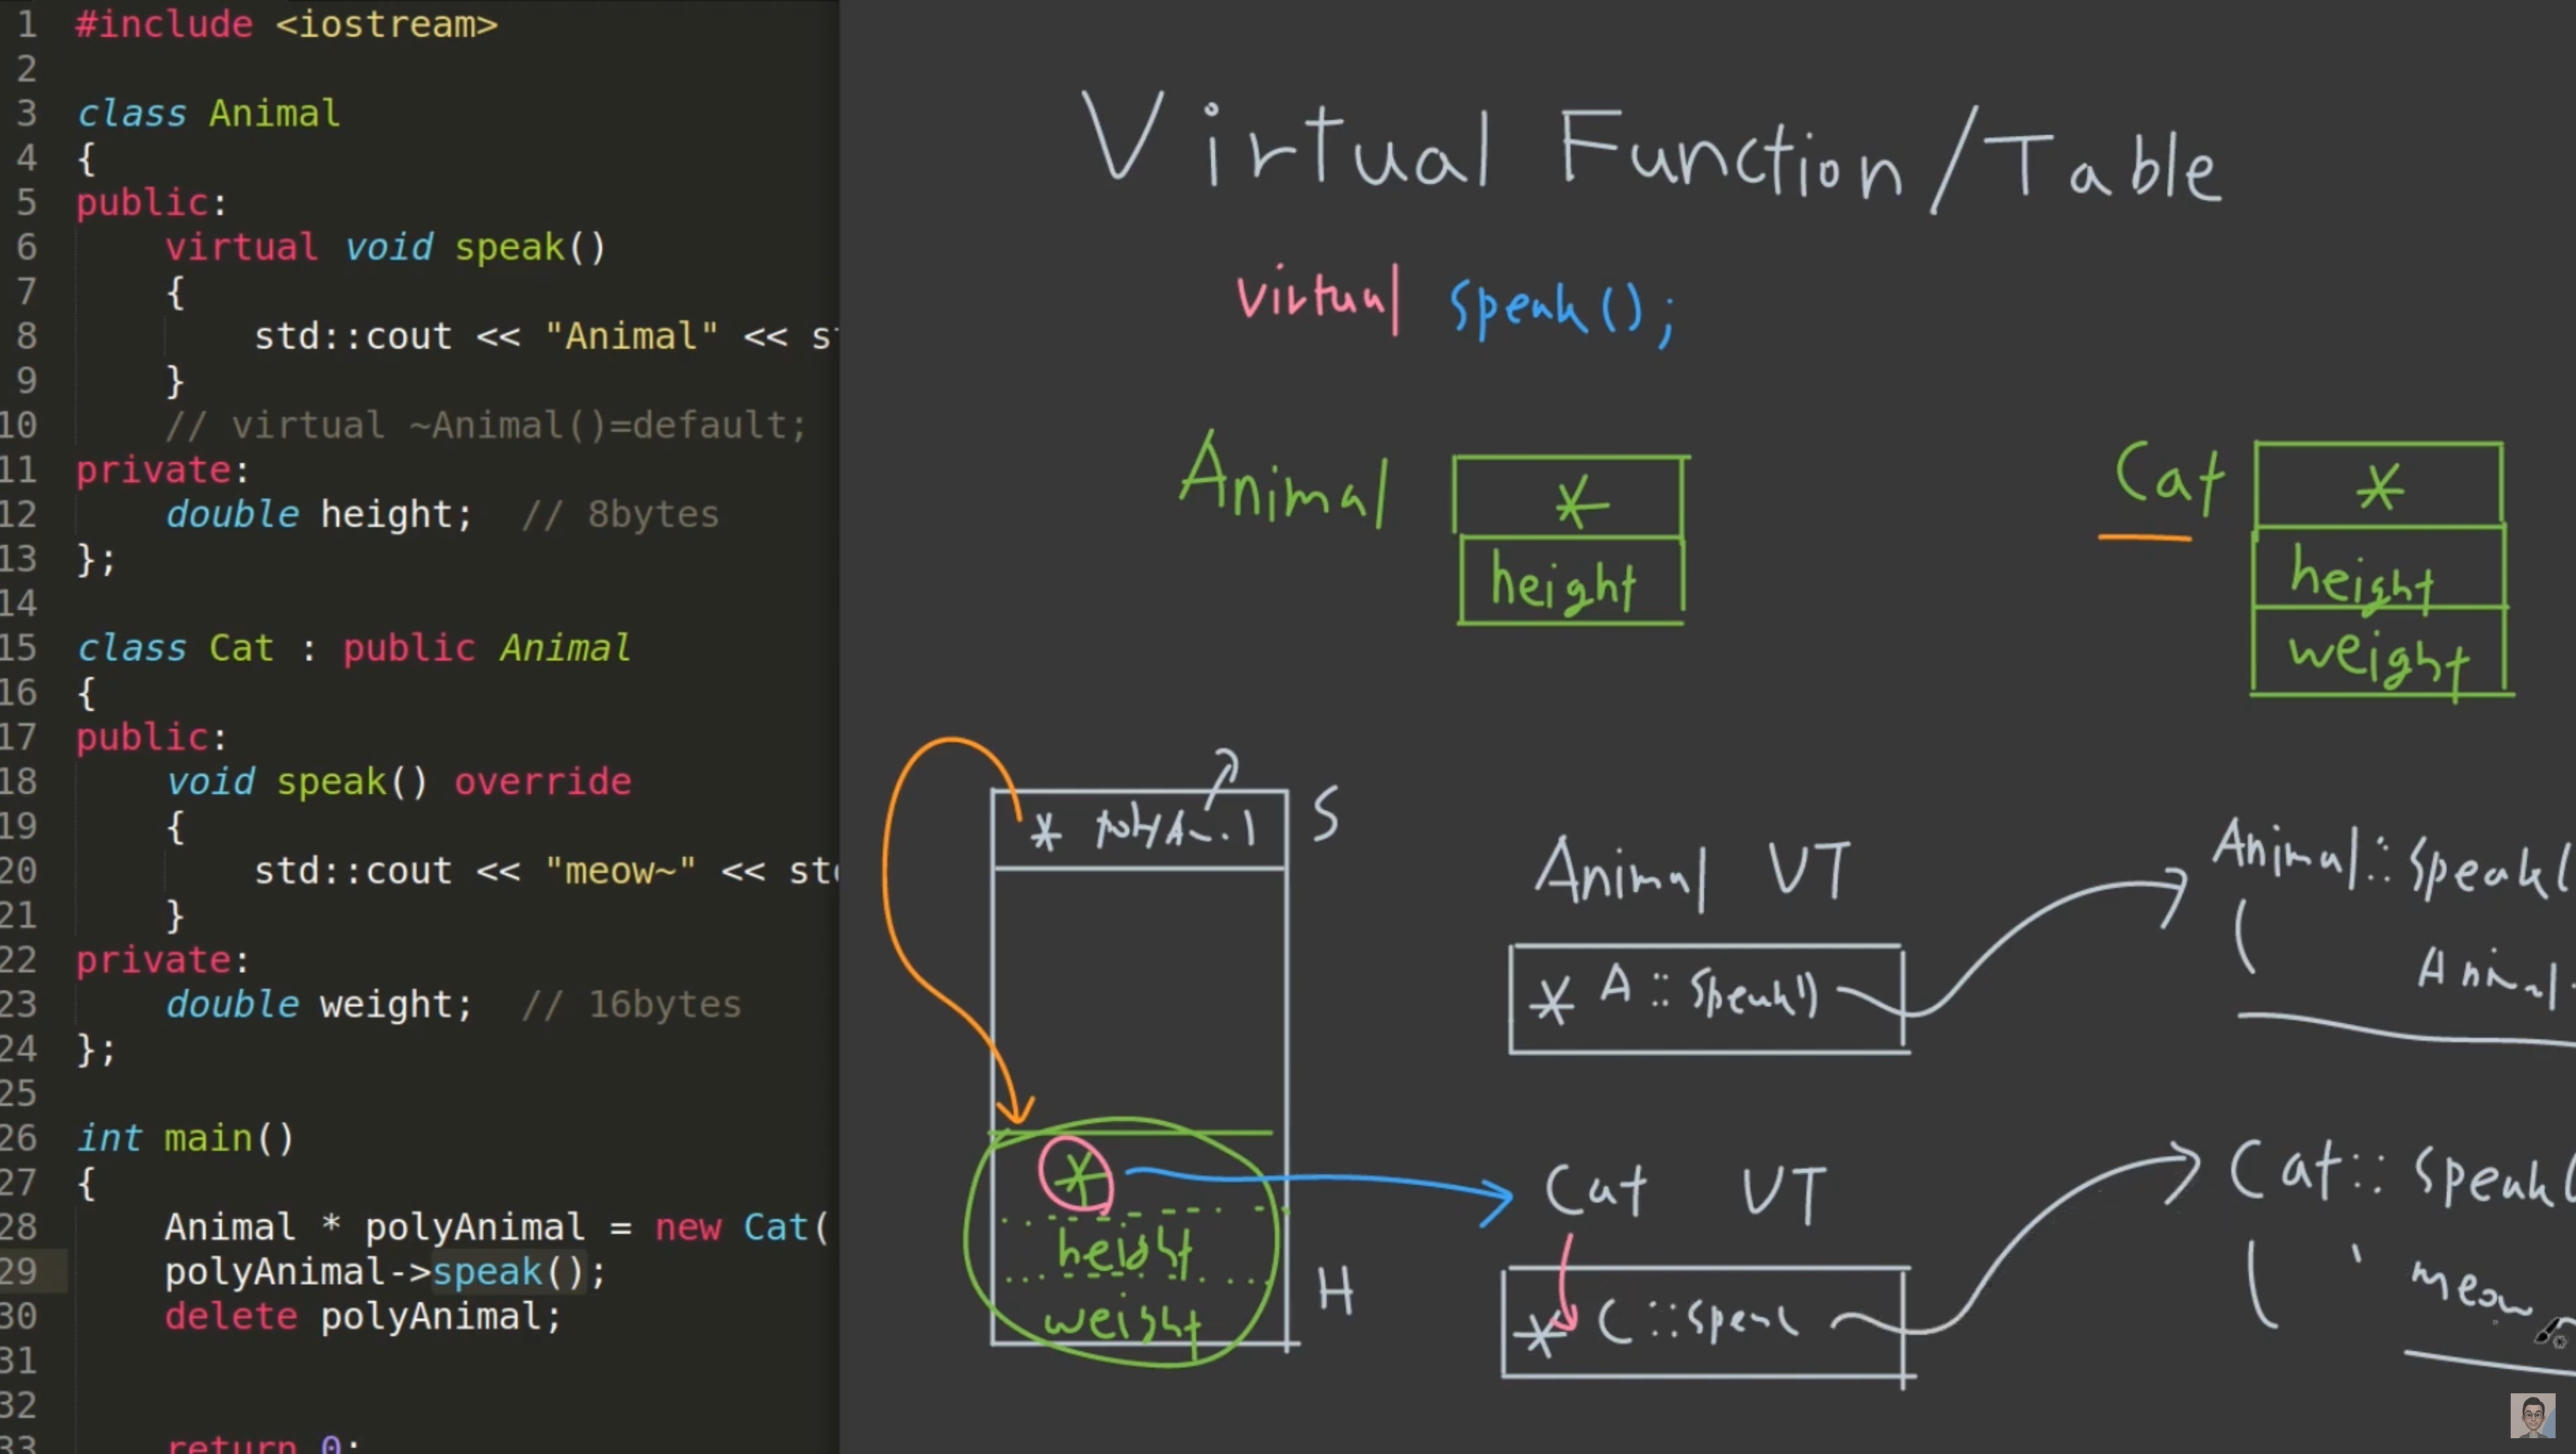 1 #include <iostream>
2
3 class Animal
4 {
5 public:
6 virtual void speak()
7 {
8 std::cout << "Animal" << s
9 }
10 // virtual ~Animal()=default;
11 private:
12 double height; // 8bytes
13 };
14
15 class Cat : public Animal
16 {
17 public:
18 void speak() override
19 {
20 std::cout << "meow~" << st
21 }
22 private:
23 double weight; // 16bytes
24 };
25
26 int main()
27 {
28 Animal * polyAnimal = new Cat(
29 polyAnimal->speak();
30 delete polyAnimal;
31
32
33 return 0;
Virtual Function/Table
virtual speak();
Animal
*
height
Cat
*
height
weight
*
S
*
height
weight
H
Animal VT
* A::speak()
Animal::speak(
Animal
Cat VT
* C::speak
Cat::speak(
meow